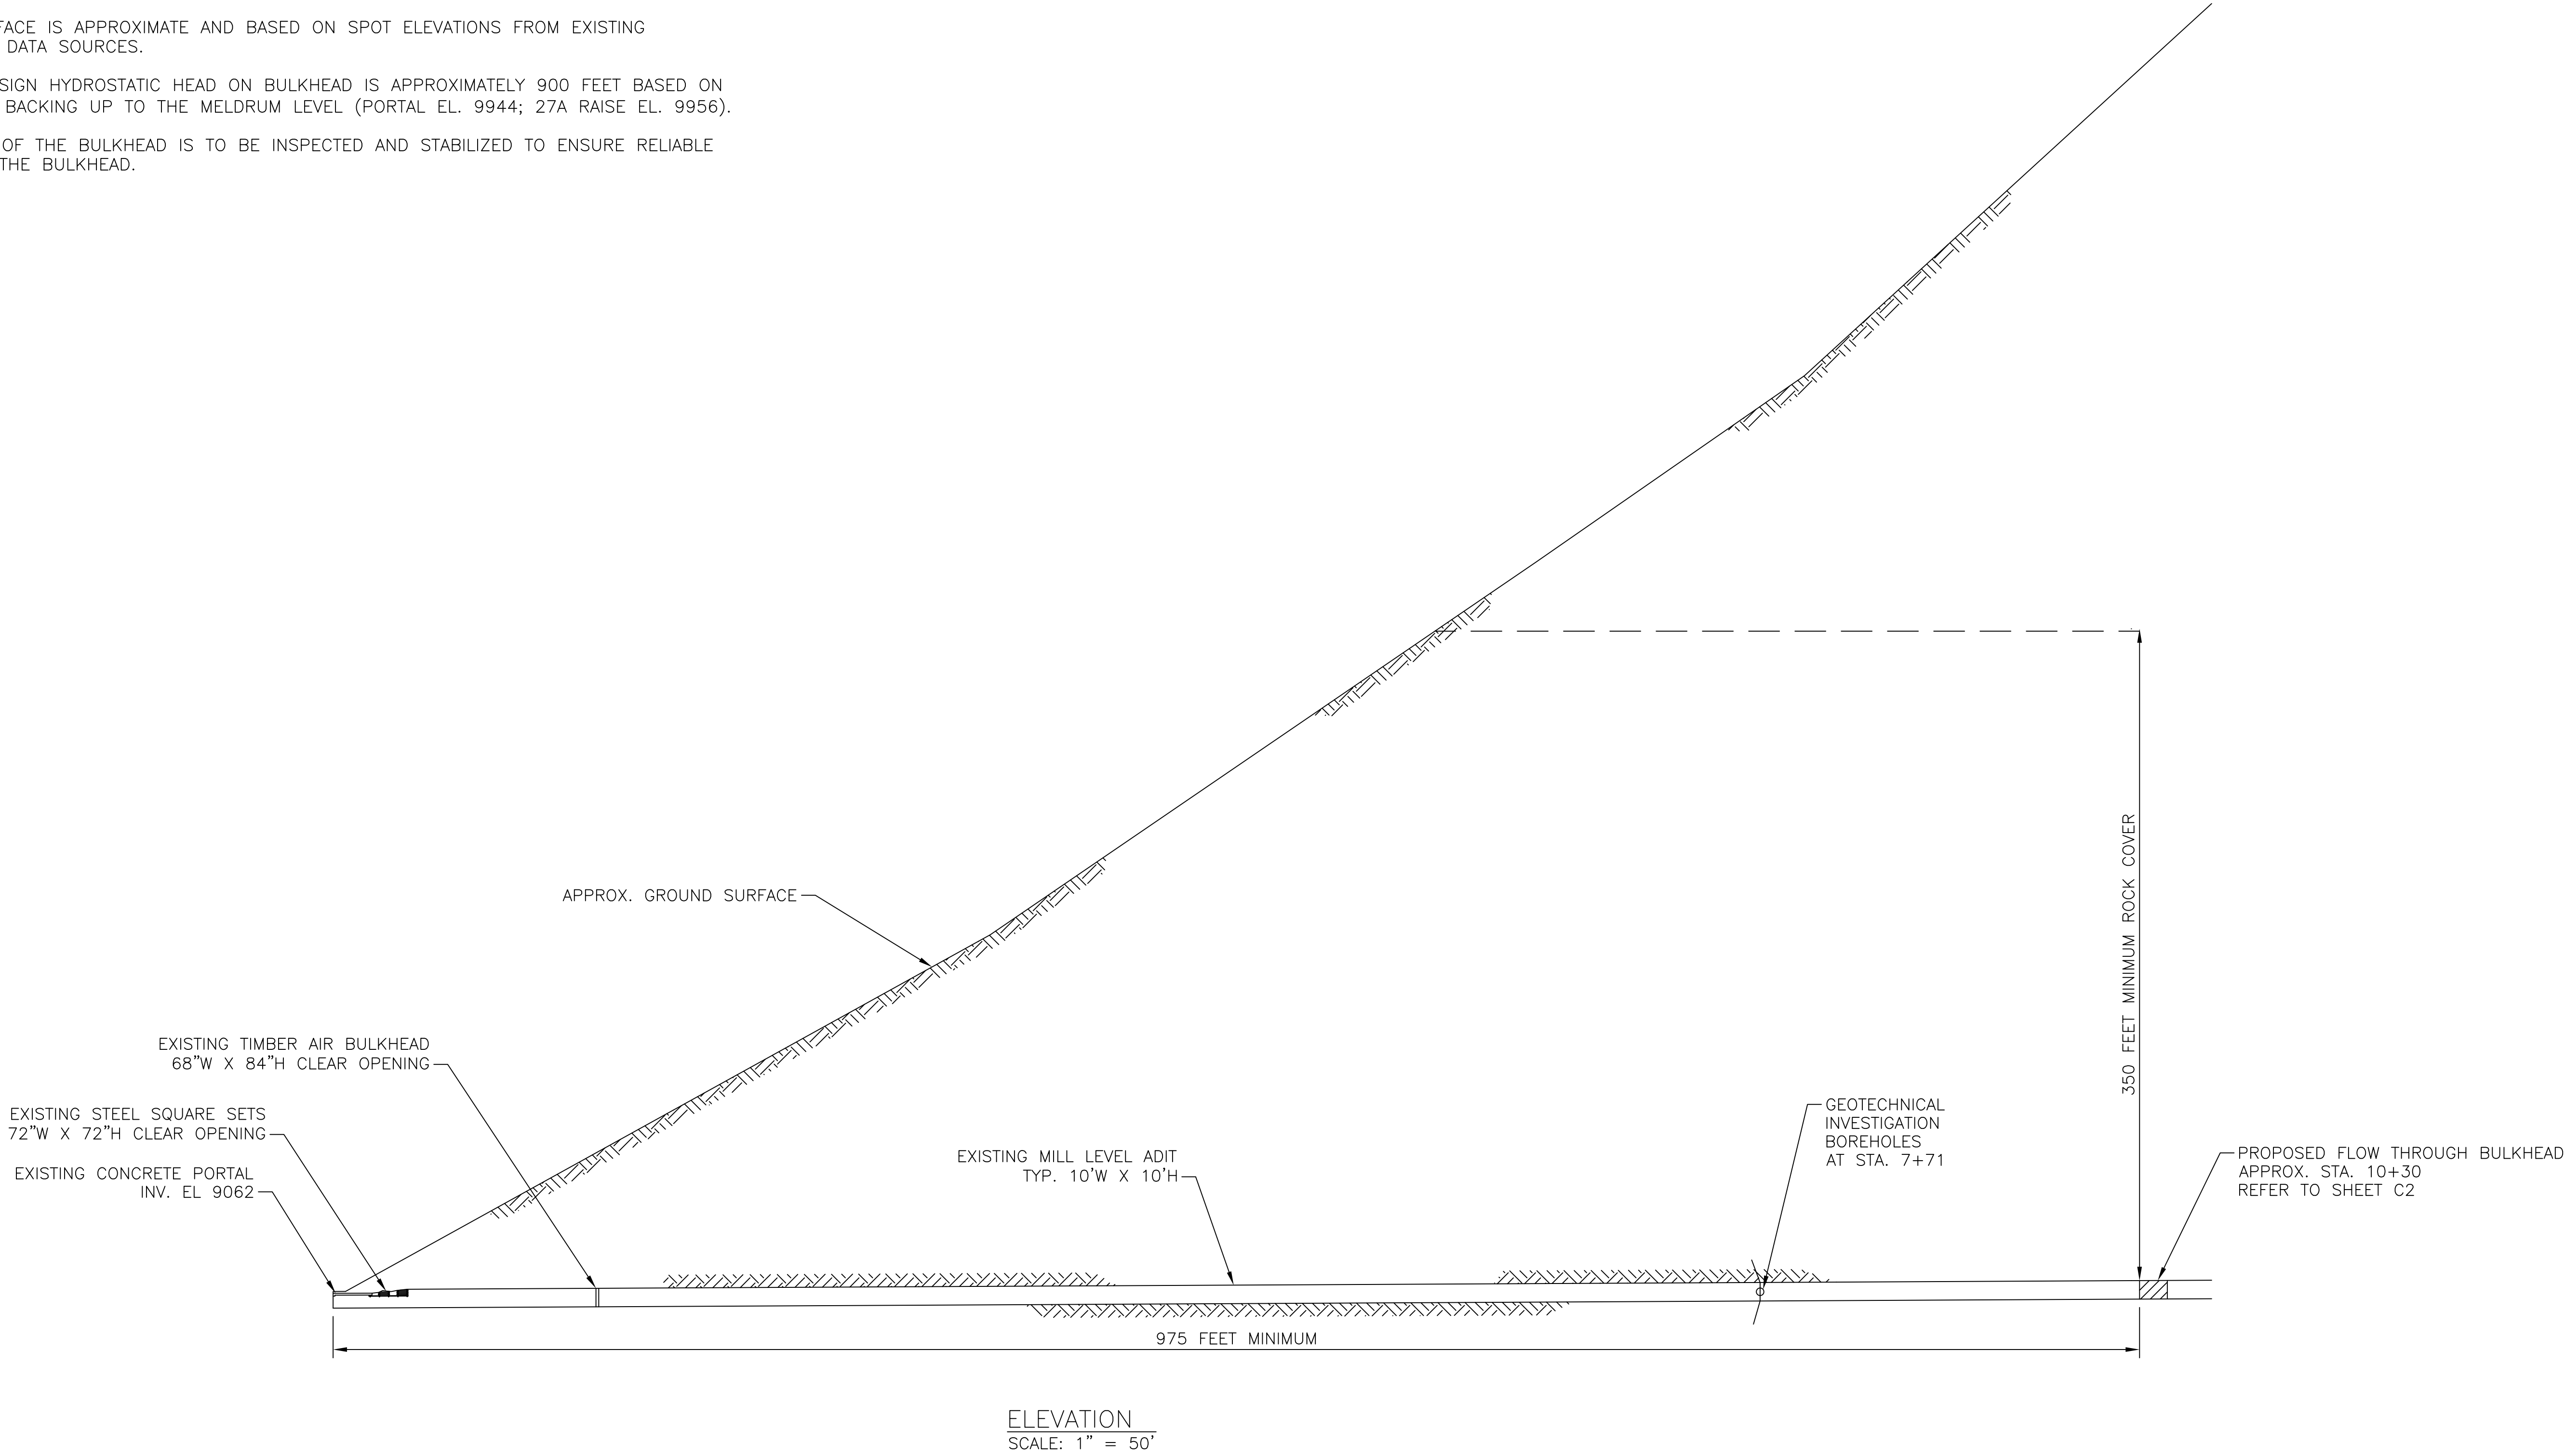 FACE IS APPROXIMATE AND BASED ON SPOT ELEVATIONS FROM EXISTING
DATA SOURCES.
SIGN HYDROSTATIC HEAD ON BULKHEAD IS APPROXIMATELY 900 FEET BASED ON
BACKING UP TO THE MELDRUM LEVEL (PORTAL EL. 9944; 27A RAISE EL. 9956).
OF THE BULKHEAD IS TO BE INSPECTED AND STABILIZED TO ENSURE RELIABLE
THE BULKHEAD.
APPROX. GROUND SURFACE
350 FEET MINIMUM ROCK COVER
EXISTING TIMBER AIR BULKHEAD
68"W X 84"H CLEAR OPENING
EXISTING STEEL SQUARE SETS
72"W X 72"H CLEAR OPENING
EXISTING CONCRETE PORTAL
INV. EL 9062
EXISTING MILL LEVEL ADIT
TYP. 10'W X 10'H
GEOTECHNICAL
INVESTIGATION
BOREHOLES
AT STA. 7+71
PROPOSED FLOW THROUGH BULKHEAD
APPROX. STA. 10+30
REFER TO SHEET C2
975 FEET MINIMUM
ELEVATION
SCALE: 1" = 50'